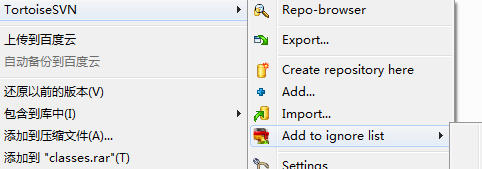 TortoiseSVN
上传到百度云
自动备份到百度云
还原以前的版本(V)
包含到库中(I)
添加到压缩文件(A)...
添加到 "classes.rar"(T)
Repo-browser
Export...
Create repository here
Add...
Import...
Add to ignore list
Settings